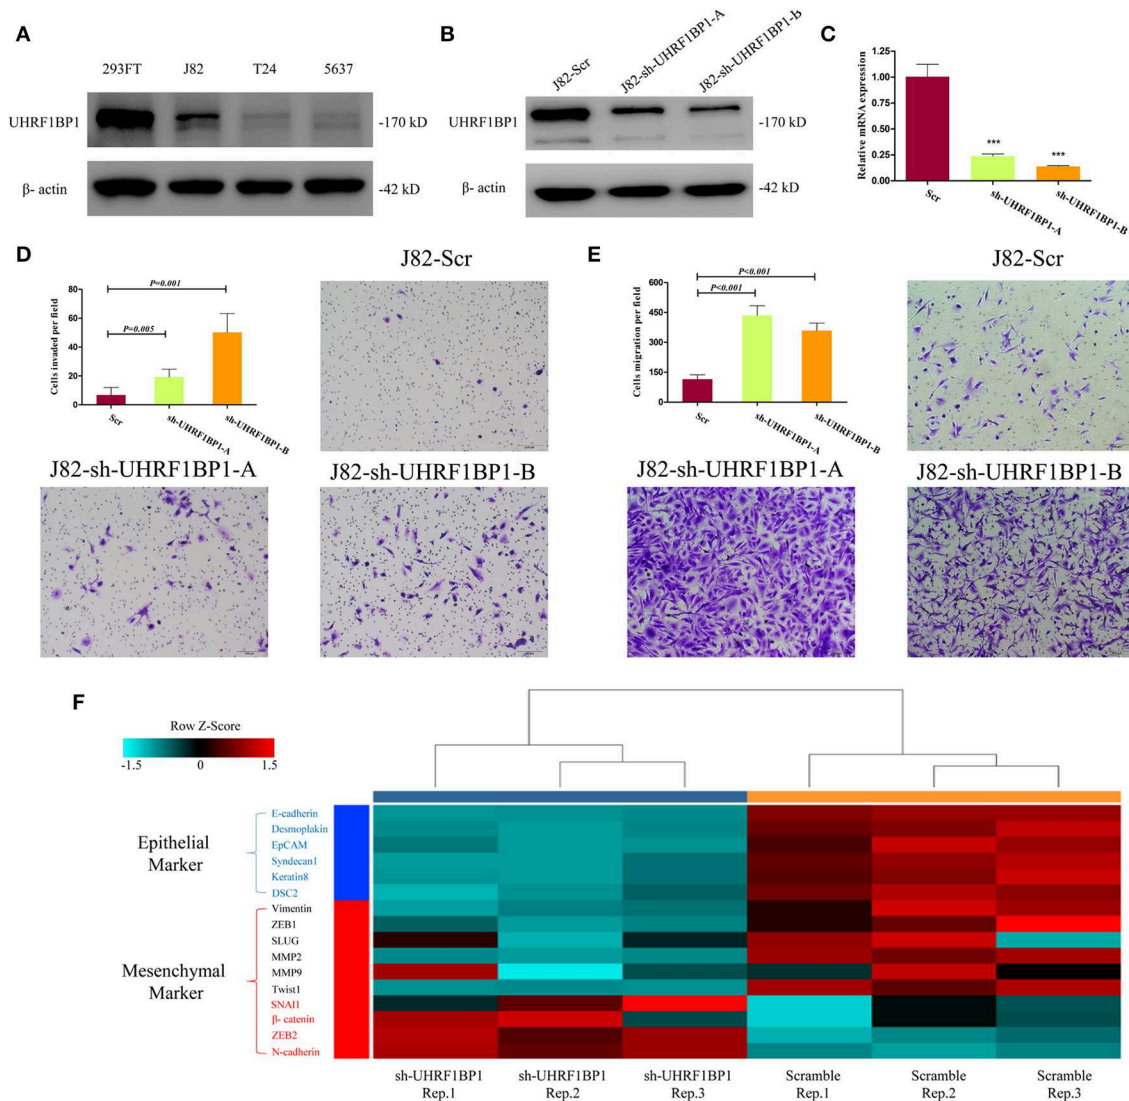 A
293FT J82 T24 5637
UHRF1BP1
-170 kD
β- actin
-42 kD
B
J82-Scr
J82-sh-UHRF1BP1-A
J82-sh-UHRF1BP1-B
UHRF1BP1
-170 kD
β- actin
-42 kD
C
Relative mRNA expression
1.25
1.00
0.75
0.50
0.25
0.00
***
***
Scr
sh-UHRF1BP1-A
sh-UHRF1BP1-B
D
Cells invaded per field
80
60
40
20
0
P=0.001
P=0.005
Scr
sh-UHRF1BP1-A
sh-UHRF1BP1-B
J82-Scr
J82-sh-UHRF1BP1-A
J82-sh-UHRF1BP1-B
E
Cells migration per field
600
450
300
150
0
P<0.001
P<0.001
Scr
sh-UHRF1BP1-A
sh-UHRF1BP1-B
J82-Scr
J82-sh-UHRF1BP1-A
J82-sh-UHRF1BP1-B
F
Row Z-Score
-1.5 0 1.5
Epithelial
Marker
E-cadherin
Desmoplakin
EpCAM
Syndecan1
Keratin8
DSC2
Mesenchymal
Marker
Vimentin
ZEB1
SLUG
MMP2
MMP9
Twist1
SNAI1
β- catenin
ZEB2
N-cadherin
sh-UHRF1BP1
Rep.1
sh-UHRF1BP1
Rep.2
sh-UHRF1BP1
Rep.3
Scramble
Rep.1
Scramble
Rep.2
Scramble
Rep.3